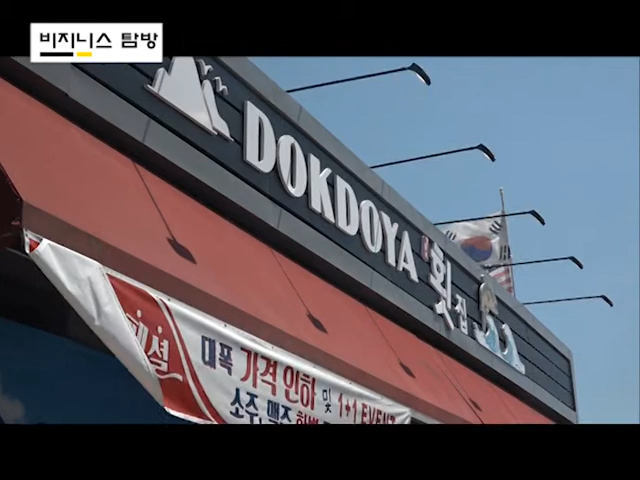 비지니스 탐방
DOKDOYA 횟집
대폭 가격 인하 및 1+1 EVENT
소주, 맥주